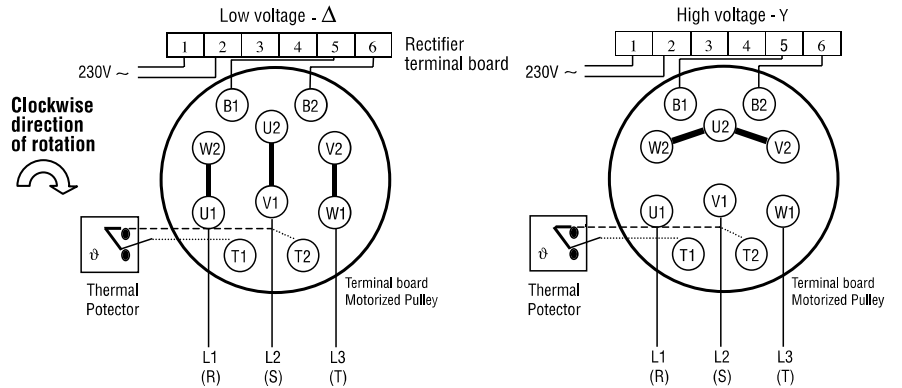 Low voltage - Δ
1 2 3 4 5 6
Rectifier
terminal board
230V ~
Clockwise
direction
of rotation
B1 B2
W2 U2 V2
U1 V1 W1
T1 T2
ϑ
Thermal
Potector
Terminal board
Motorized Pulley
L1 L2 L3
(R) (S) (T)
High voltage - Y
1 2 3 4 5 6
230V ~
B1 B2
W2 U2 V2
U1 V1 W1
T1 T2
ϑ
Thermal
Potector
Terminal board
Motorized Pulley
L1 L2 L3
(R) (S) (T)